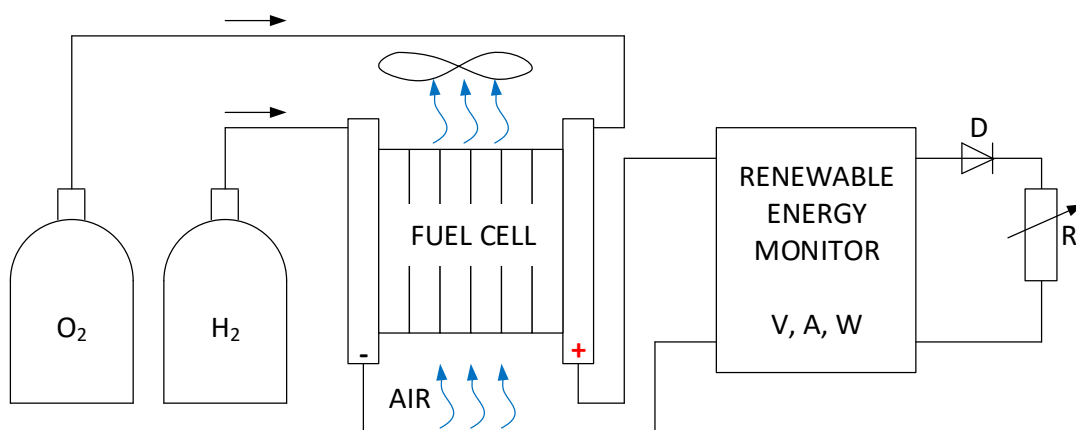 D
RENEWABLE
ENERGY
MONITOR
R
FUEL CELL
O₂
H₂
V, A, W
-
+
AIR